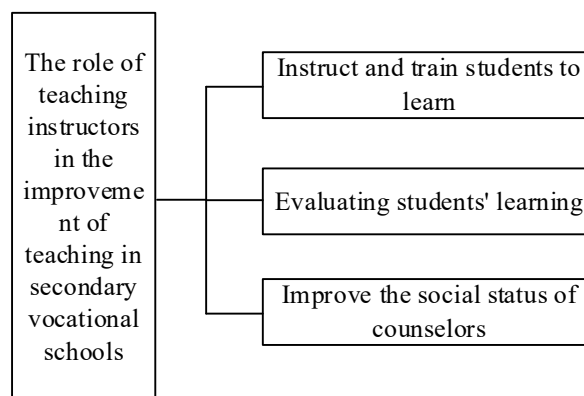 The role of
teaching
instructors
in the
improveme
nt of
teaching in
secondary
vocational
schools
Instruct and train students to
learn
Evaluating students' learning
Improve the social status of
counselors